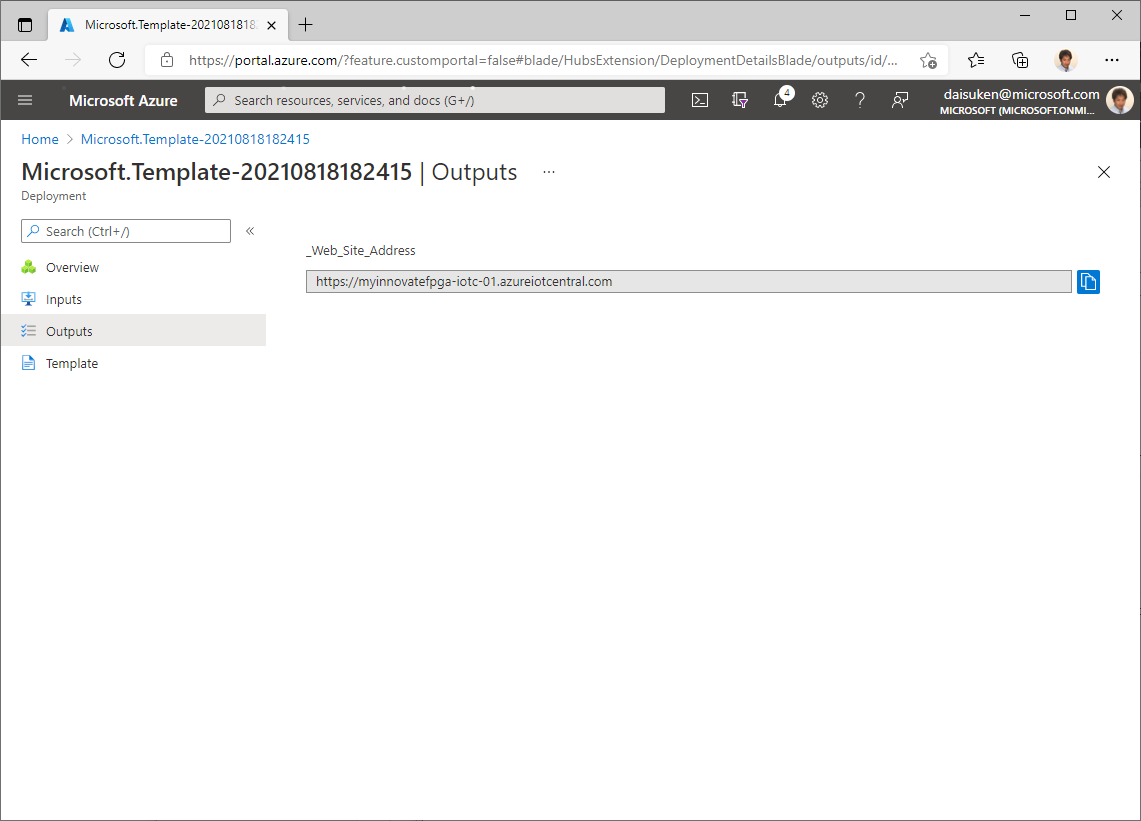 Microsoft.Template-202108181824
https://portal.azure.com/?feature.customportal=false#blade/HubsExtension/DeploymentDetailsBlade/outputs/id/...
Microsoft Azure
Search resources, services, and docs (G+/)
4
daisuken@microsoft.com
MICROSOFT (MICROSOFT.ONMI...
Home > Microsoft.Template-20210818182415
Microsoft.Template-20210818182415 | Outputs ...
Deployment
Search (Ctrl+/)
«
Overview
Inputs
Outputs
Template
_Web_Site_Address
https://myinnovatefpga-iotc-01.azureiotcentral.com